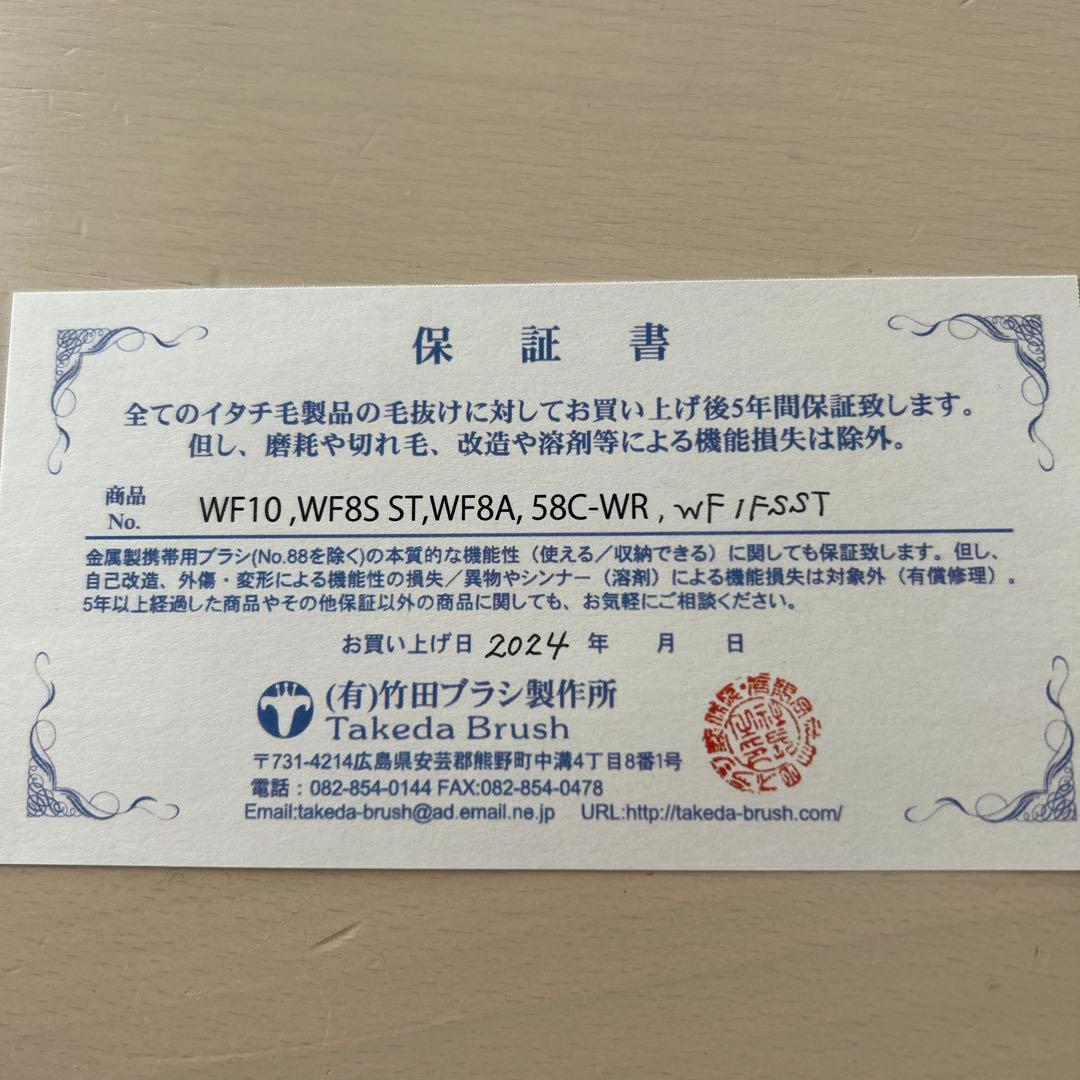 保証書
全てのイタチ毛製品の毛抜けに対してお買い上げ後5年間保証致します。
但し、磨耗や切れ毛、改造や溶剤等による機能損失は除外。
商品
No. WF10 ,WF8S ST,WF8A, 58C-WR , WF1FSST
金属製携帯用ブラシ(No.88を除く)の本質的な機能性（使える／収納できる）に関しても保証致します。但し、
自己改造、外傷・変形による機能性の損失／異物やシンナー（溶剤）による機能損失は対象外（有償修理）。
5年以上経過した商品やその他保証以外の商品に関しても、お気軽にご相談ください。
お買い上げ日 2024 年 月 日
(有)竹田ブラシ製作所
Takeda Brush
〒731-4214広島県安芸郡熊野町中溝4丁目8番1号
電話：082-854-0144 FAX:082-854-0478
Email:takeda-brush@ad.email.ne.jp URL:http://takeda-brush.com/